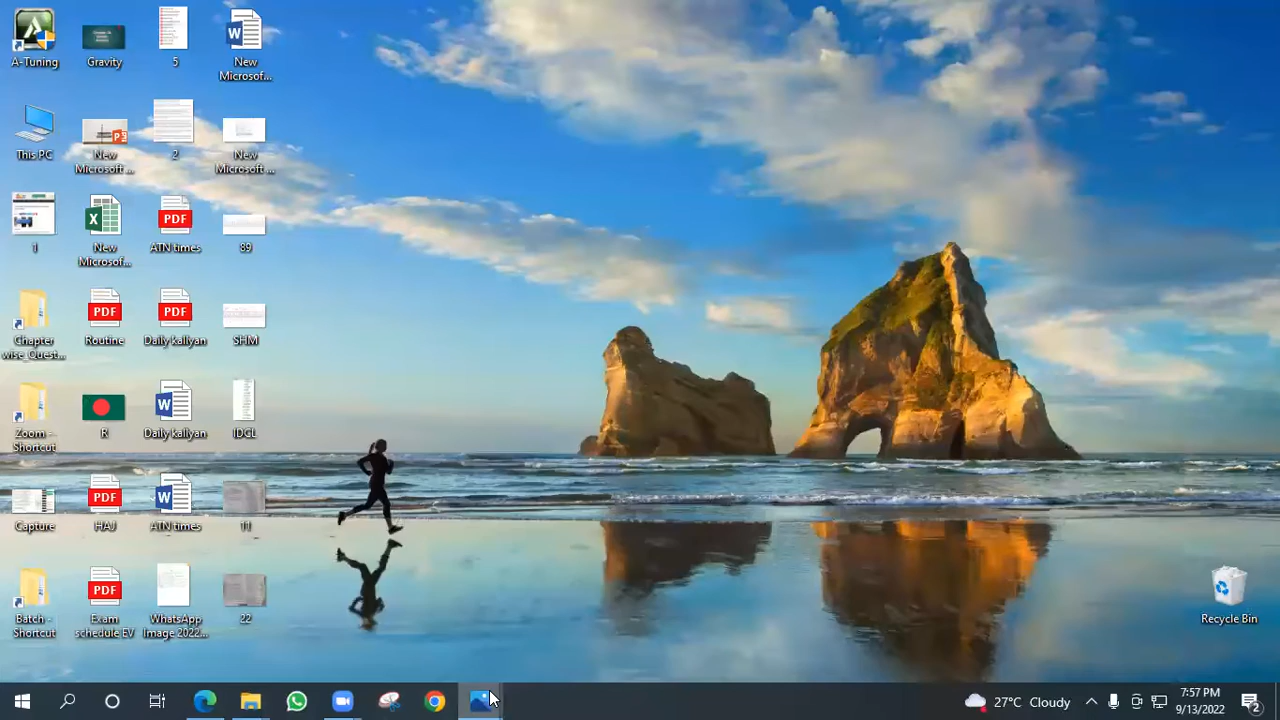 A-Tuning
Gravity
5
New
Microsof...
This PC
New
Microsoft ...
2
New
Microsoft ...
1
New
Microsof...
PDF
ATN times
89
Chapter
wise_Quest...
PDF
Routine
PDF
Daily kallyan
SHM
Zoom -
Shortcut
R
Daily kallyan
IDCL
Capture
PDF
HAJ
ATN times
11
Batch -
Shortcut
PDF
Exam
schedule EV
WhatsApp
Image 2022...
22
Recycle Bin
27°C Cloudy
7:57 PM
9/13/2022
2